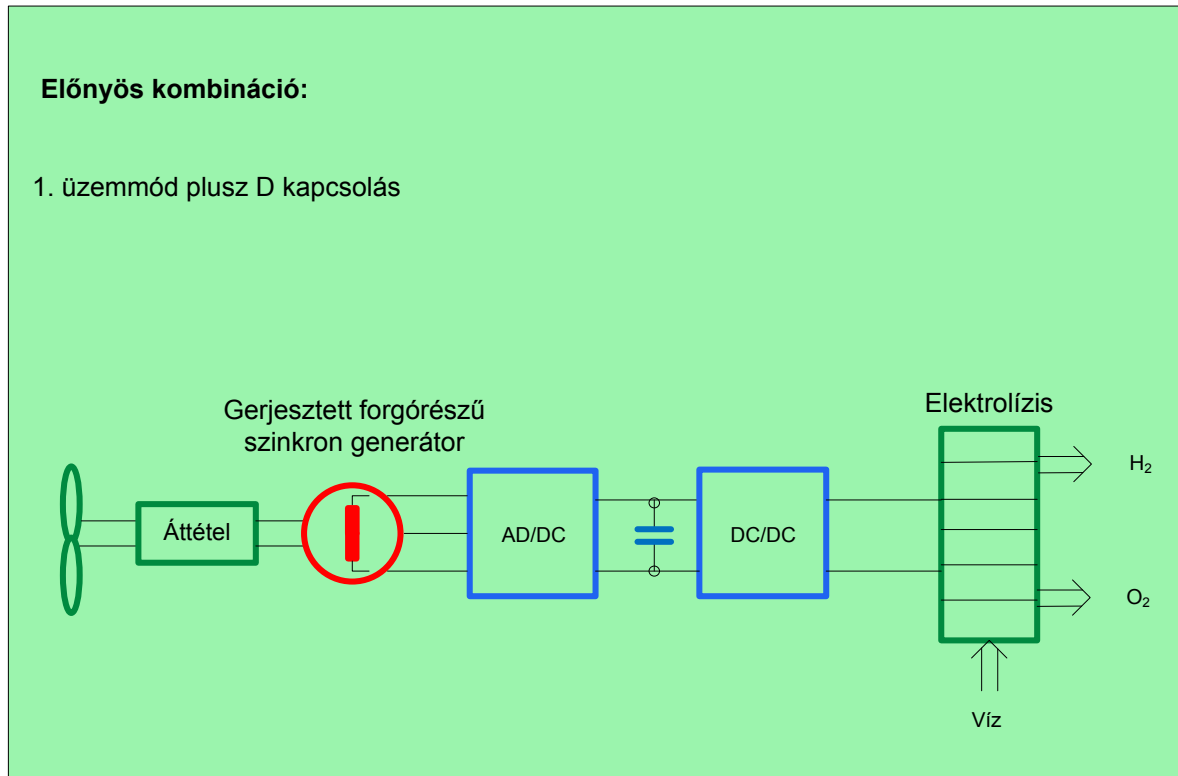 Előnyös kombináció:
1. üzemmód plusz D kapcsolás
Gerjesztett forgórészű
szinkron generátor
Elektrolízis
Áttétel
AD/DC
DC/DC
H₂
O₂
Víz